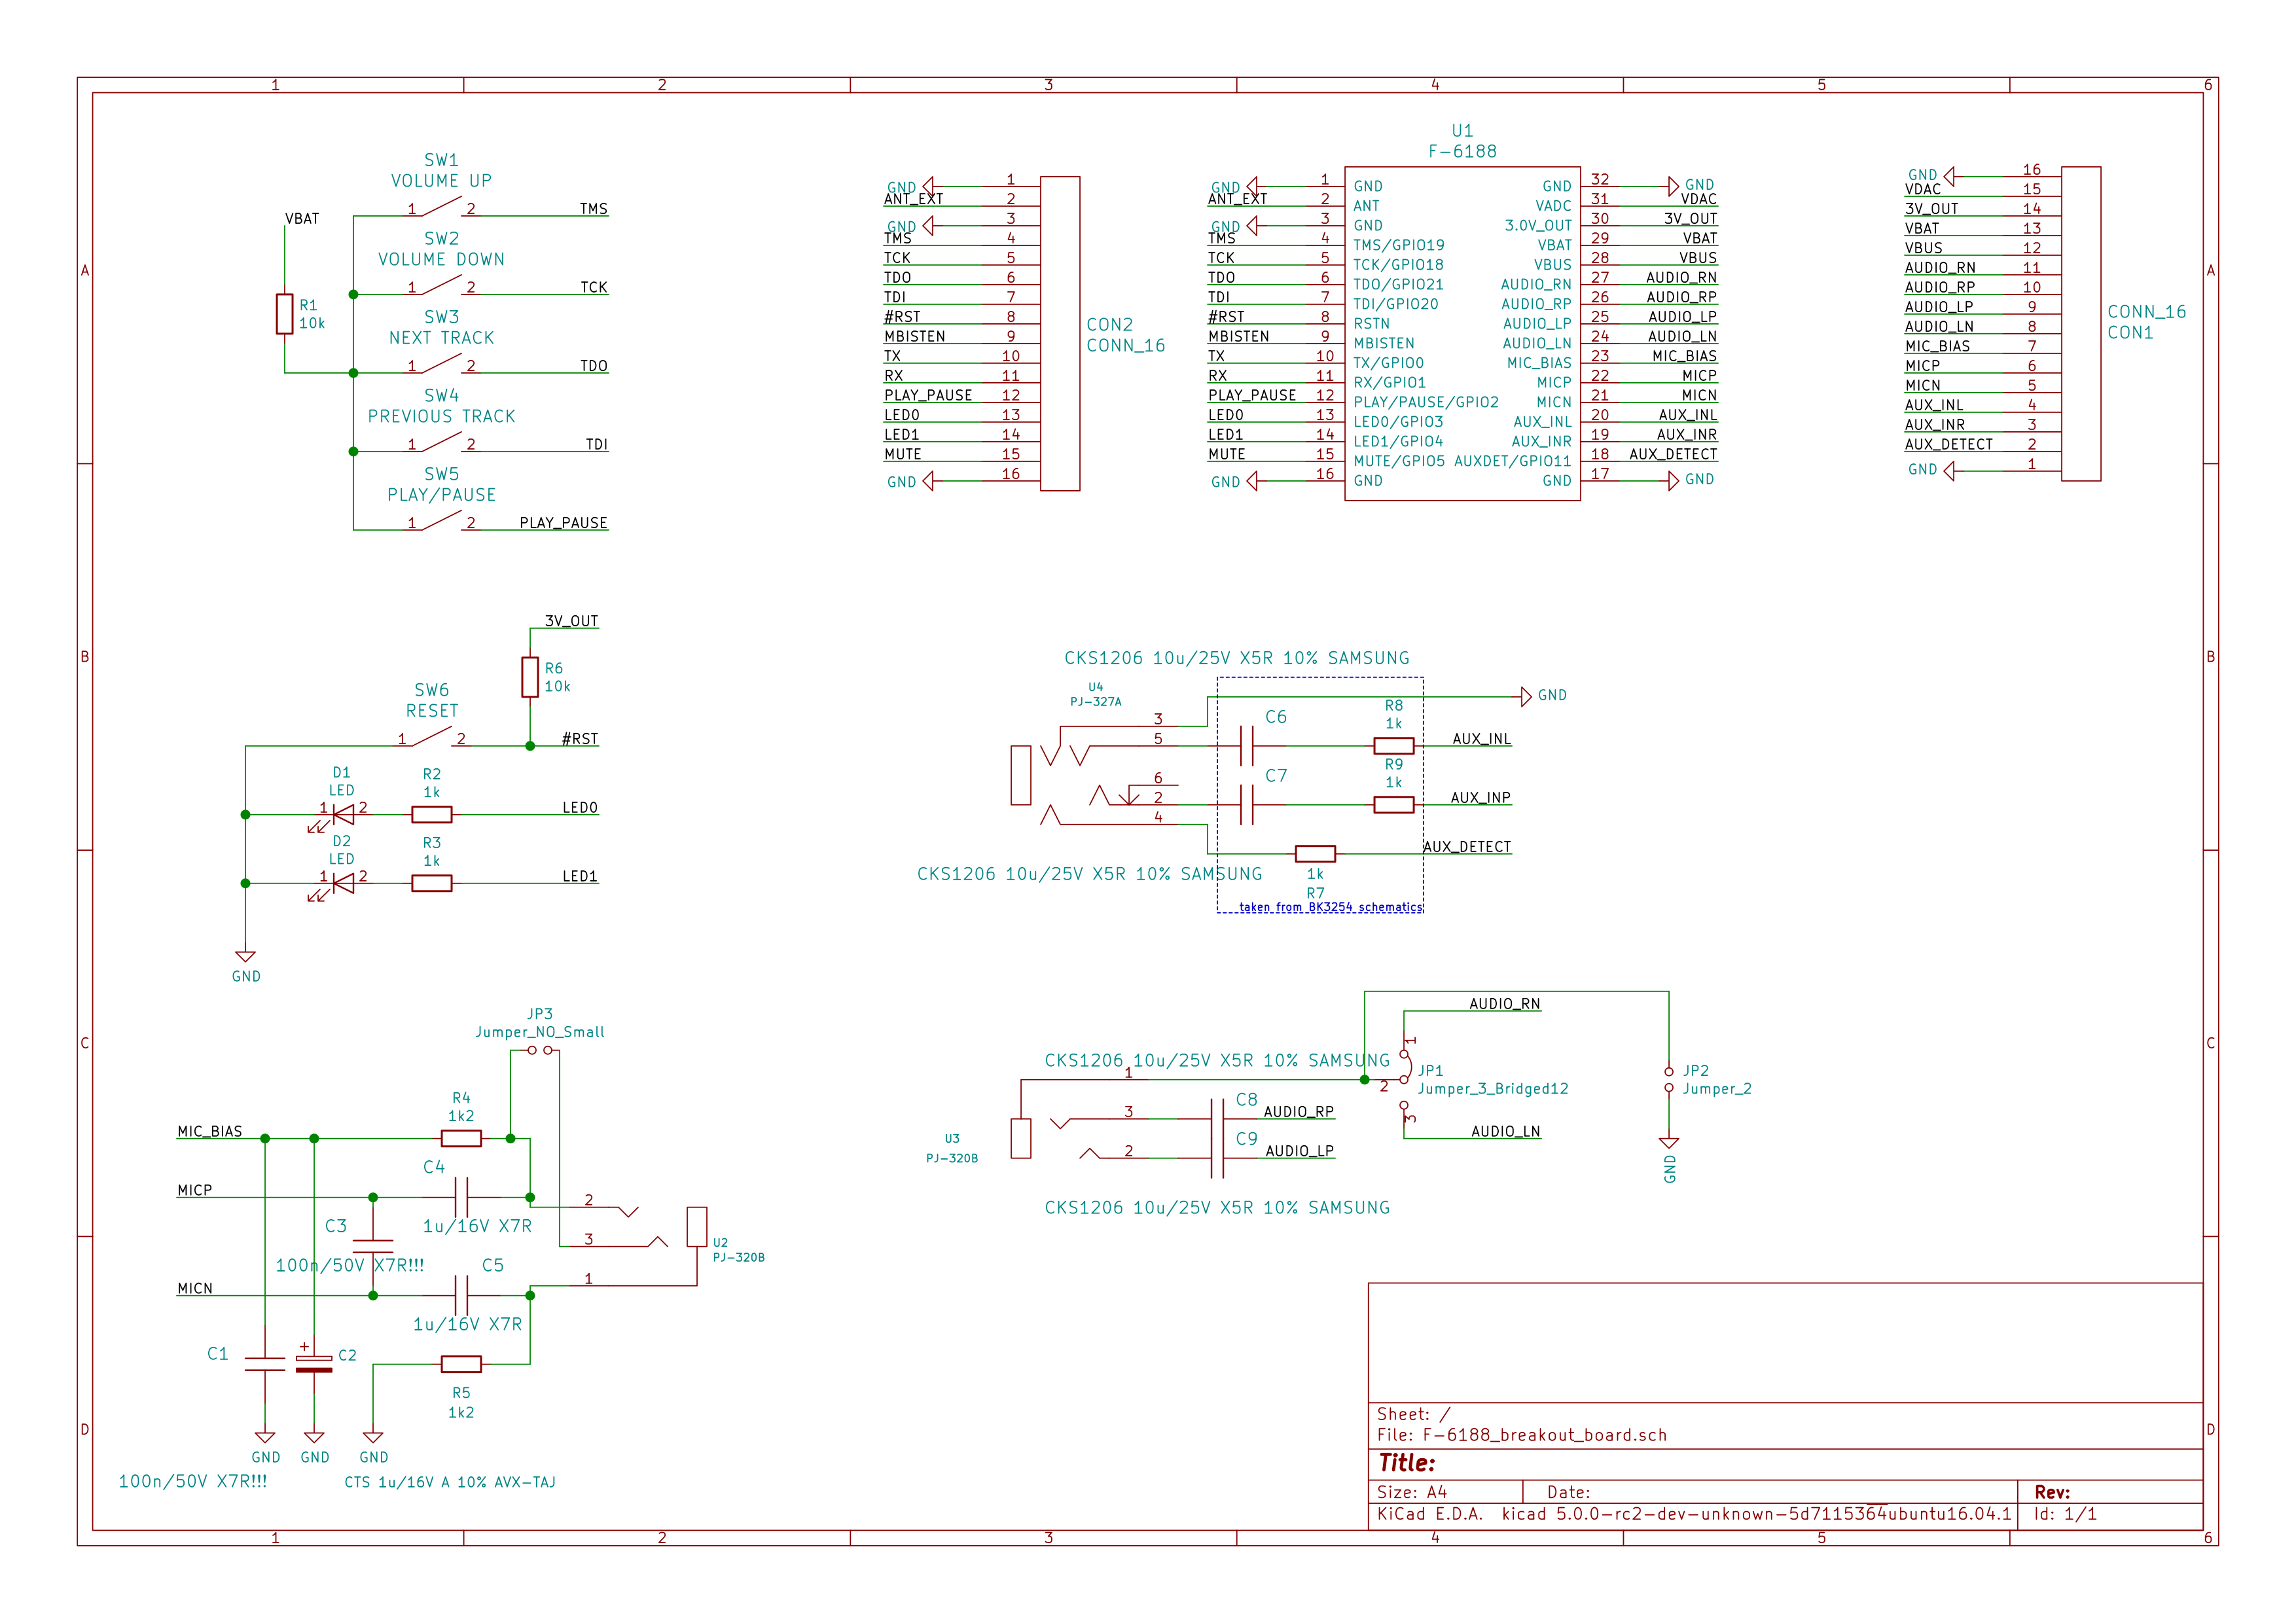 1 2 3 4 5 6
A
B
C
D
A
B
C
D
1 2 3 4 5 6
SW1
VOLUME UP
1 2 TMS
VBAT
SW2
VOLUME DOWN
1 2 TCK
R1
10k
SW3
NEXT TRACK
1 2 TDO
SW4
PREVIOUS TRACK
1 2 TDI
SW5
PLAY/PAUSE
1 2 PLAY_PAUSE
GND 1
ANT_EXT 2
GND 3
TMS 4
TCK 5
TDO 6
TDI 7
#RST 8
MBISTEN 9
TX 10
RX 11
PLAY_PAUSE 12
LED0 13
LED1 14
MUTE 15
GND 16
CON2
CONN_16
U1
F-6188
GND 1 GND
ANT_EXT 2 ANT
GND 3 GND
TMS 4 TMS/GPIO19
TCK 5 TCK/GPIO18
TDO 6 TDO/GPIO21
TDI 7 TDI/GPIO20
#RST 8 RSTN
MBISTEN 9 MBISTEN
TX 10 TX/GPIO0
RX 11 RX/GPIO1
PLAY_PAUSE 12 PLAY/PAUSE/GPIO2
LED0 13 LED0/GPIO3
LED1 14 LED1/GPIO4
MUTE 15 MUTE/GPIO5
GND 16 GND
GND 32 GND
VADC 31 VDAC
3.0V_OUT 30 3V_OUT
VBAT 29 VBAT
VBUS 28 VBUS
AUDIO_RN 27 AUDIO_RN
AUDIO_RP 26 AUDIO_RP
AUDIO_LP 25 AUDIO_LP
AUDIO_LN 24 AUDIO_LN
MIC_BIAS 23 MIC_BIAS
MICP 22 MICP
MICN 21 MICN
AUX_INL 20 AUX_INL
AUX_INR 19 AUX_INR
AUXDET/GPIO11 18 AUX_DETECT
GND 17 GND
GND 16
VDAC 15
3V_OUT 14
VBAT 13
VBUS 12
AUDIO_RN 11
AUDIO_RP 10
AUDIO_LP 9
AUDIO_LN 8
MIC_BIAS 7
MICP 6
MICN 5
AUX_INL 4
AUX_INR 3
AUX_DETECT 2
GND 1
CONN_16
CON1
3V_OUT
R6
10k
SW6
RESET
1 2 #RST
D1
LED
1 2
R2
1k
LED0
D2
LED
1 2
R3
1k
LED1
GND
CKS1206 10u/25V X5R 10% SAMSUNG
U4
PJ-327A
3
5
6
2
4
C6
C7
R8
1k
R9
1k
GND
AUX_INL
AUX_INP
AUX_DETECT
1k
R7
CKS1206 10u/25V X5R 10% SAMSUNG
taken from BK3254 schematics
JP3
Jumper_NO_Small
R4
1k2
MIC_BIAS
C4
MICP
1u/16V X7R
C3
100n/50V X7R!!!
C5
MICN
1u/16V X7R
2
3
1
U2
PJ-320B
C1
+
C2
R5
1k2
GND GND GND
100n/50V X7R!!!
CTS 1u/16V A 10% AVX-TAJ
AUDIO_RN
CKS1206 10u/25V X5R 10% SAMSUNG
1
1
2
3
JP1
Jumper_3_Bridged12
JP2
Jumper_2
C8
3 AUDIO_RP
C9
2 AUDIO_LP
AUDIO_LN
U3
PJ-320B
GND
CKS1206 10u/25V X5R 10% SAMSUNG
Sheet: /
File: F-6188_breakout_board.sch
Title:
Size: A4 Date: Rev:
KiCad E.D.A. kicad 5.0.0-rc2-dev-unknown-5d7115364ubuntu16.04.1 Id: 1/1